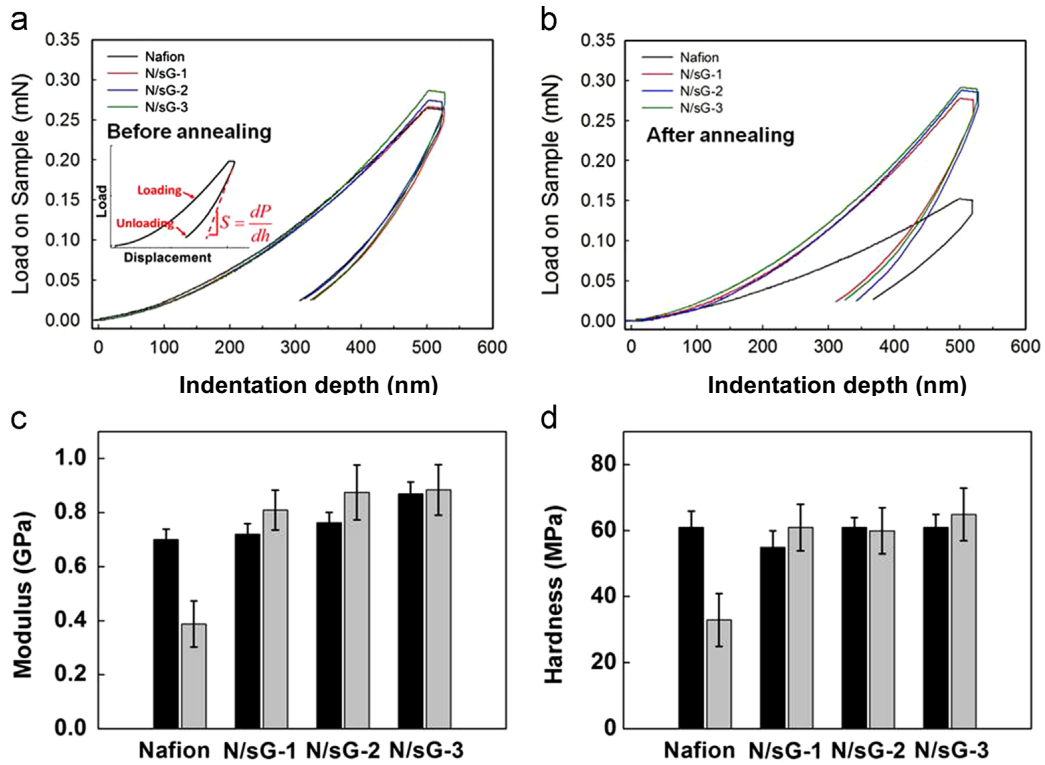 a
0.35
0.30
0.25
0.20
0.15
0.10
0.05
0.00
Load on Sample (mN)
Nafion
N/sG-1
N/sG-2
N/sG-3
Before annealing
Load
Loading
Unloading
S = dP/dh
Displacement
0 100 200 300 400 500 600
Indentation depth (nm)
b
0.35
0.30
0.25
0.20
0.15
0.10
0.05
0.00
Load on Sample (mN)
Nafion
N/sG-1
N/sG-2
N/sG-3
After annealing
0 100 200 300 400 500 600
Indentation depth (nm)
c
1.0
0.8
0.6
0.4
0.2
0.0
Modulus (GPa)
Nafion N/sG-1 N/sG-2 N/sG-3
d
80
60
40
20
0
Hardness (MPa)
Nafion N/sG-1 N/sG-2 N/sG-3